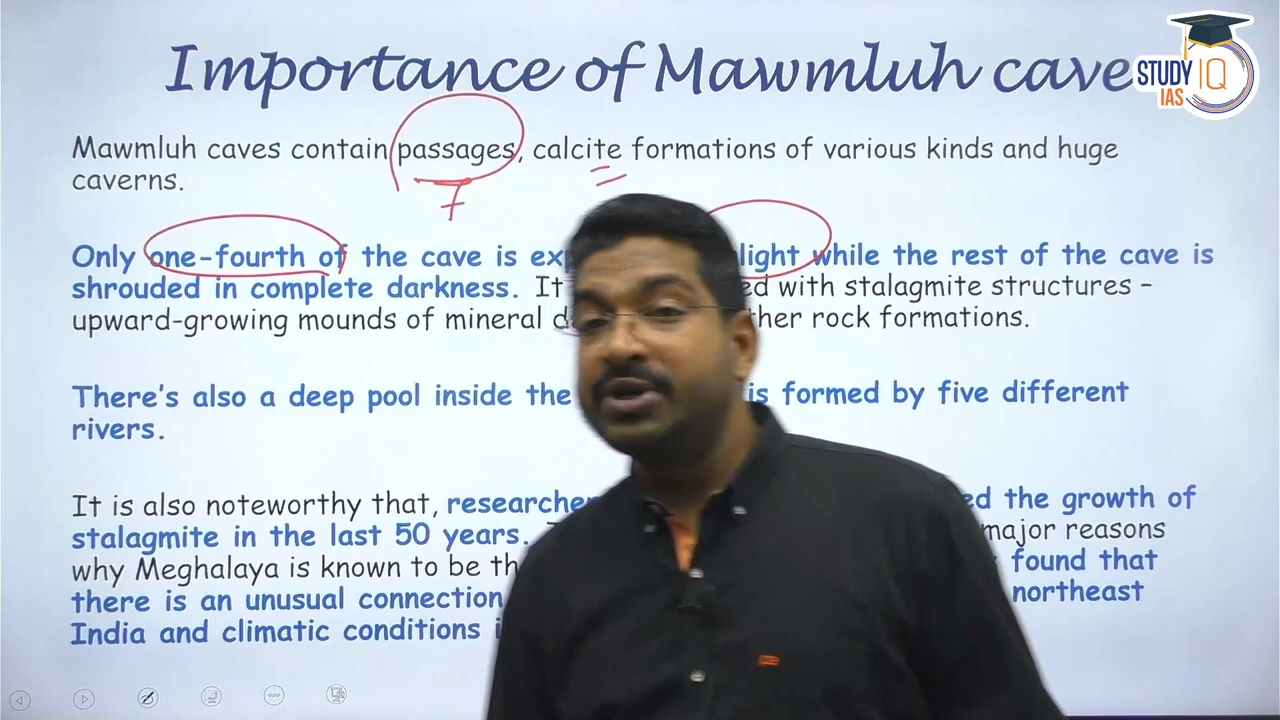 Importance of Mawmluh cave
STUDY IQ
IAS
Mawmluh caves contain passages, calcite formations of various kinds and huge
caverns.
7
Only one-fourth of the cave is light while the rest of the cave is
shrouded in complete darkness. It with stalagmite structures –
upward-growing mounds of mineral rock formations.
There's also a deep pool inside the is formed by five different
rivers.
It is also noteworthy that, the growth of
stalagmite in the last 50 years. major reasons
why Meghalaya is known to be found that
there is an unusual connection northeast
India and climatic conditions